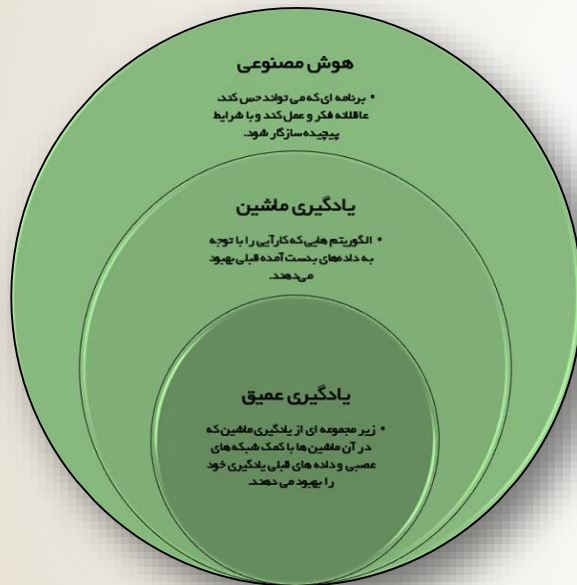 هوش مصنوعی
• برنامه ای که می تواند حس کند،
عاقلانه فکر و عمل کند و با شرایط
پیچیده سازگار شود.
یادگیری ماشین
• الگوریتم هایی که کارآیی را با توجه
به داده‌های بدست آمده قبلی بهبود
می‌دهند.
یادگیری عمیق
• زیر مجموعه ای از یادگیری ماشین که
در آن ماشین ها با کمک شبکه های
عصبی و داده های قبلی یادگیری خود
را بهبود می دهند.